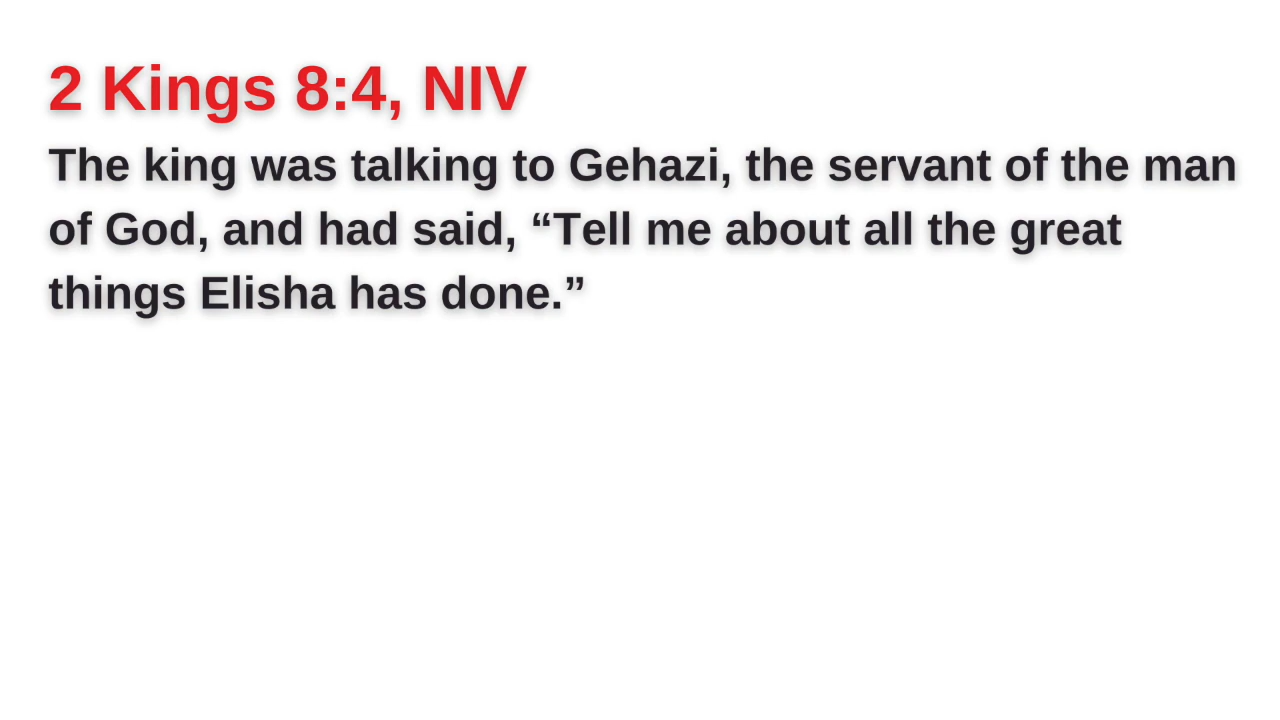 2 Kings 8:4, NIV
The king was talking to Gehazi, the servant of the man
of God, and had said, “Tell me about all the great
things Elisha has done.”